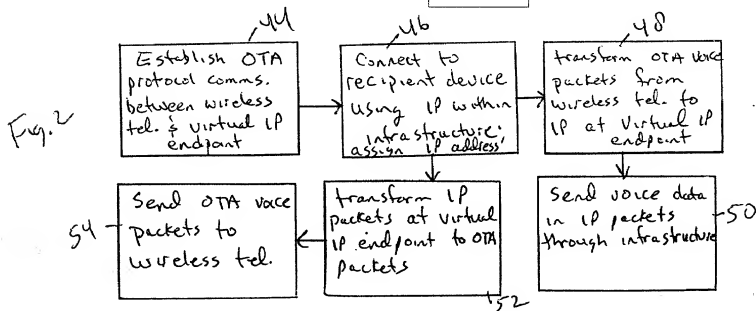 Fig. 2
44
Establish OTA
protocol comms.
between wireless
tel. & virtual IP
endpoint
46
Connect to
recipient device
using IP within
infrastructure;
assign IP address
48
transform OTA voice
packets from
wireless tel. to
IP at virtual IP
endpoint
Send voice data
in IP packets
through infrastructure
50
transform IP
packets at virtual
IP endpoint to OTA
packets
52
Send OTA voice
packets to
wireless tel.
54